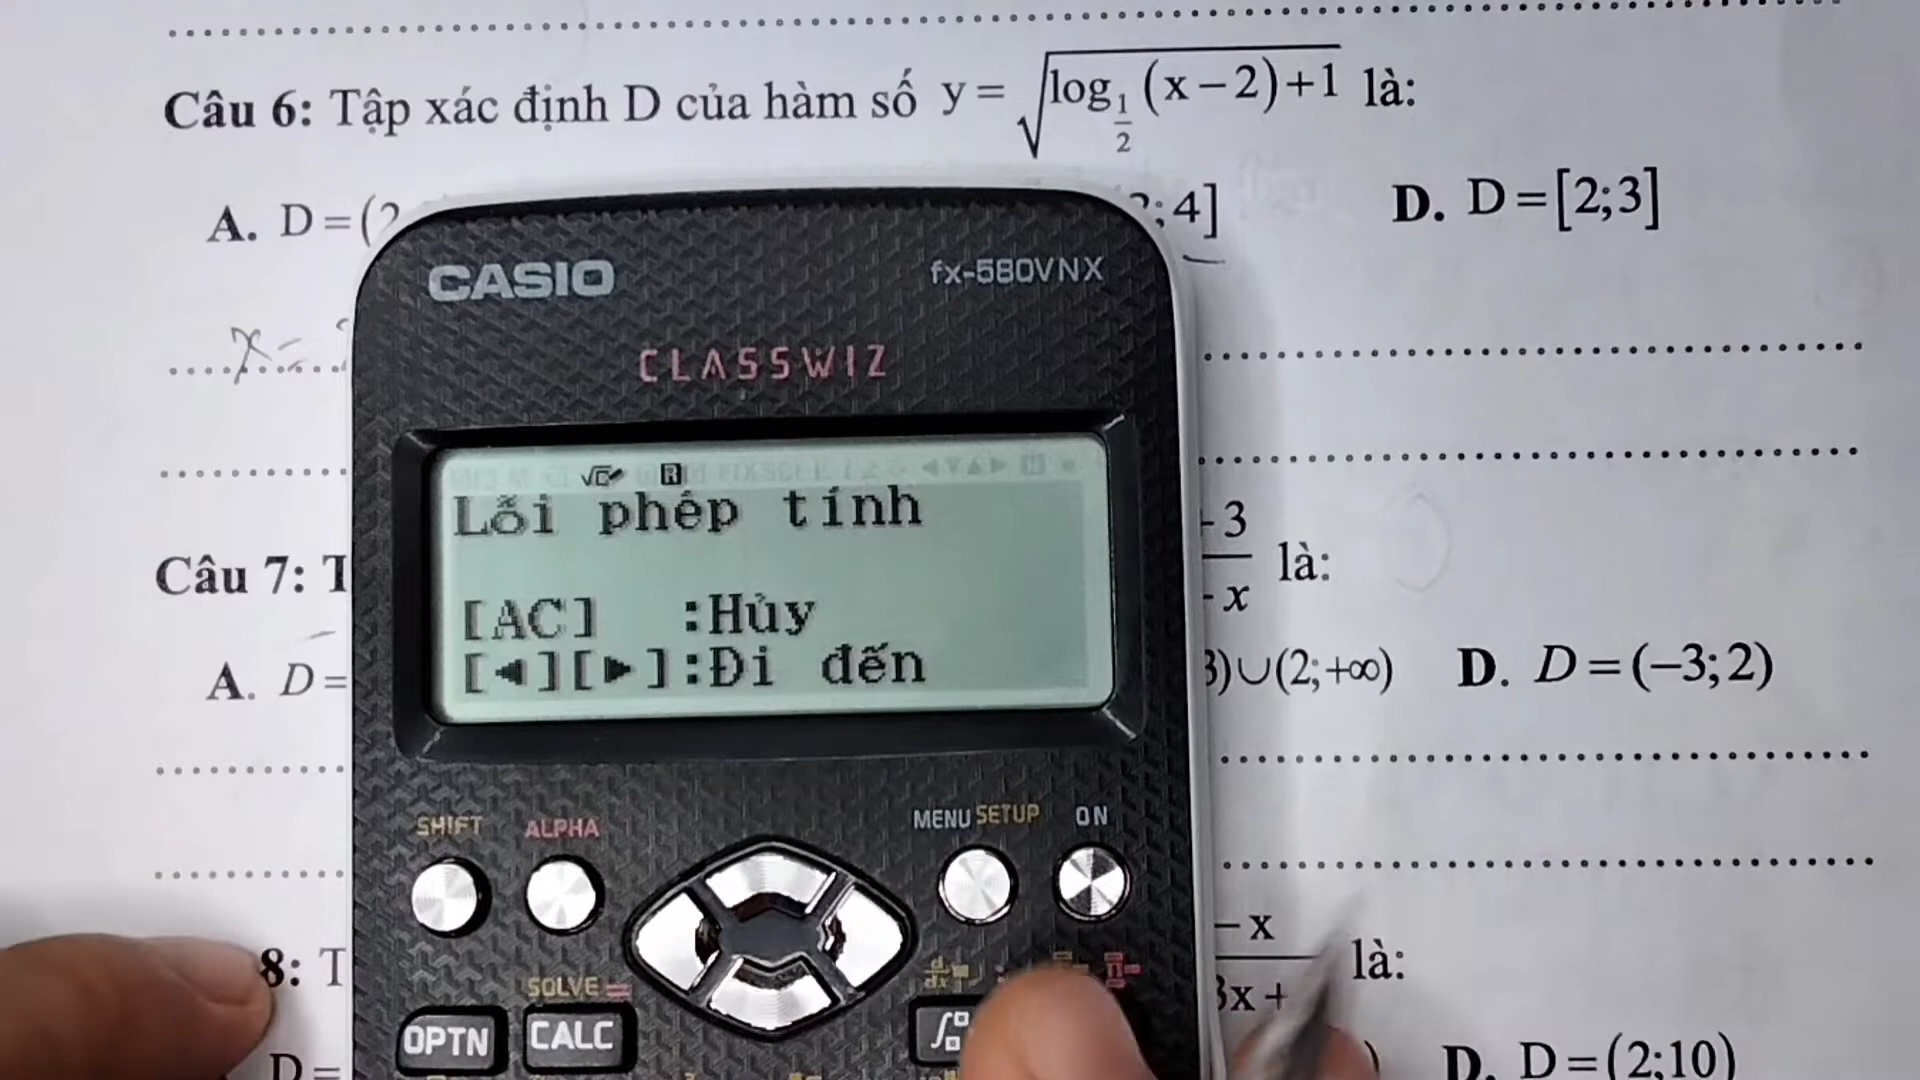 Câu 6: Tập xác định D của hàm số y = √(log_{1/2}(x−2)+1) là:
A. D=(2 ;4] D. D=[2;3]
CASIO fx-580VNX
CLASSWIZ
x=
Lỗi phép tính
[AC] :Hủy
[◄][►]:Đi đến
Câu 7: T -3 / -x là:
A. D= 3)∪(2;+∞) D. D=(−3;2)
SHIFT ALPHA MENU SETUP ON
8: T −x / 3x+ là:
SOLVE =
OPTN CALC
D= ) D. D=(2;10)